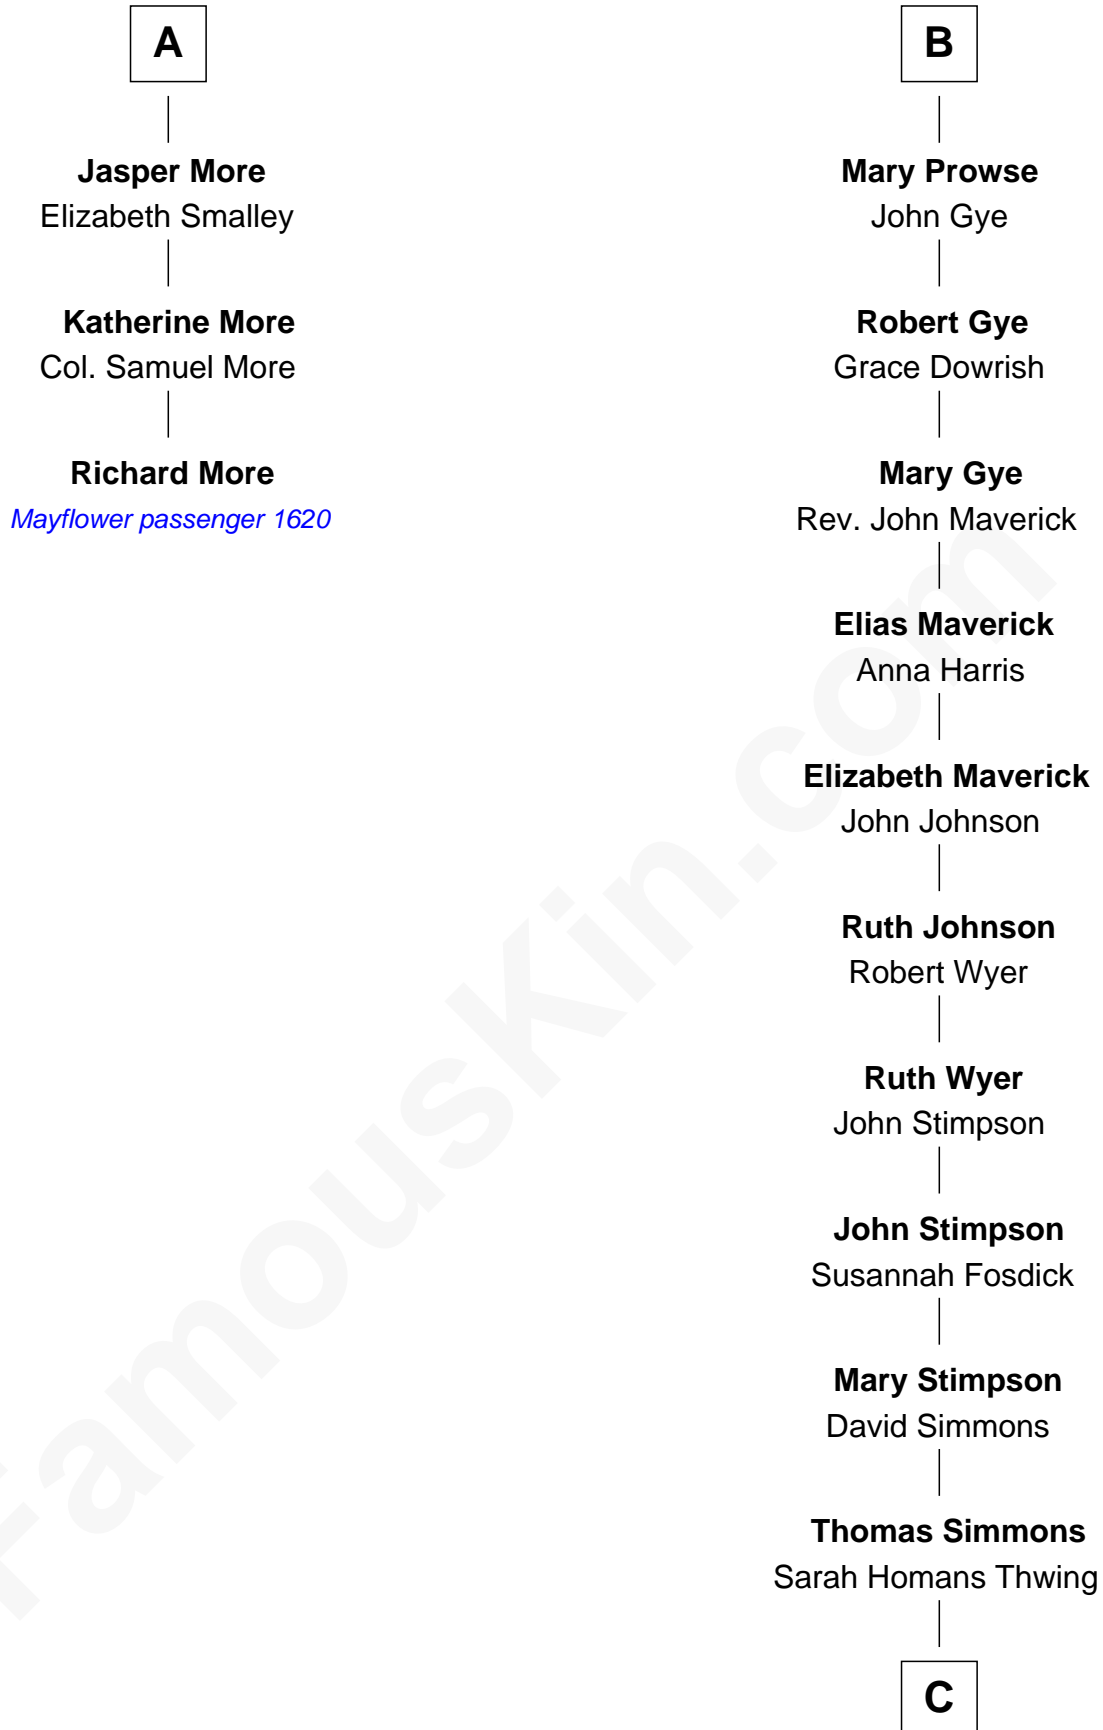 A
Jasper More
Elizabeth Smalley
Katherine More
Col. Samuel More
Richard More
Mayflower passenger 1620
B
Mary Prowse
John Gye
Robert Gye
Grace Dowrish
Mary Gye
Rev. John Maverick
Elias Maverick
Anna Harris
Elizabeth Maverick
John Johnson
Ruth Johnson
Robert Wyer
Ruth Wyer
John Stimpson
John Stimpson
Susannah Fosdick
Mary Stimpson
David Simmons
Thomas Simmons
Sarah Homans Thwing
C
FamousKin.com